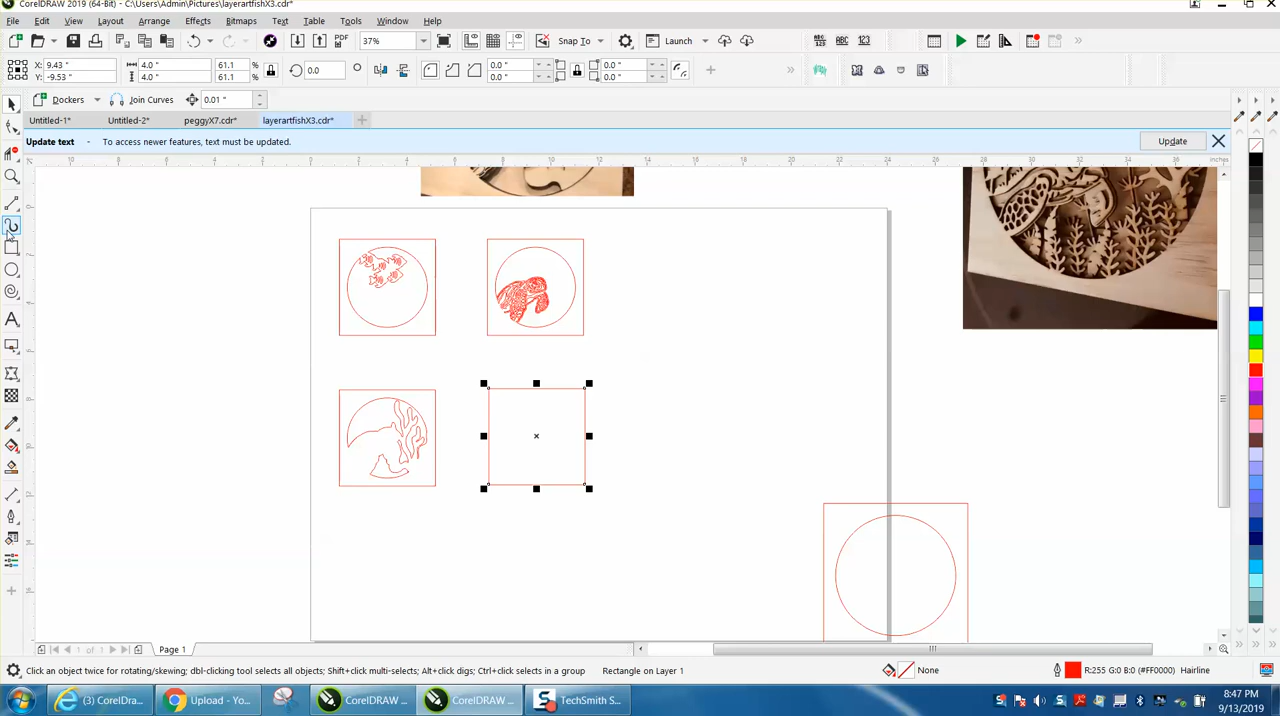 CorelDRAW 2019 (64-Bit) - C:\Users\Admin\Pictures\layerartfishX3.cdr*
File Edit View Layout Arrange Effects Bitmaps Text Table Tools Window Help
PDF 37% Snap To Launch
X: 9.43 " 4.0 " 61.1 0.0 0.0 " 0.0 "
Y: -9.53 " 4.0 " 61.1 0.0 " 0.0 "
Dockers Join Curves 0.01 "
Untitled-1* Untitled-2* peggyX7.cdr* layerartfishX3.cdr*
Update text - To access newer features, text must be updated. Update
inches
1 of 1 Page 1
Click an object twice for rotating/skewing; dbl-clicking tool selects all objects; Shift+click multi-selects; Alt+click digs; Ctrl+click selects in a group Rectangle on Layer 1 None R:255 G:0 B:0 (#FF0000) Hairline
(3) CorelDRA... Upload - Yo... CorelDRAW ... CorelDRAW ... TechSmith S...
8:47 PM
9/13/2019